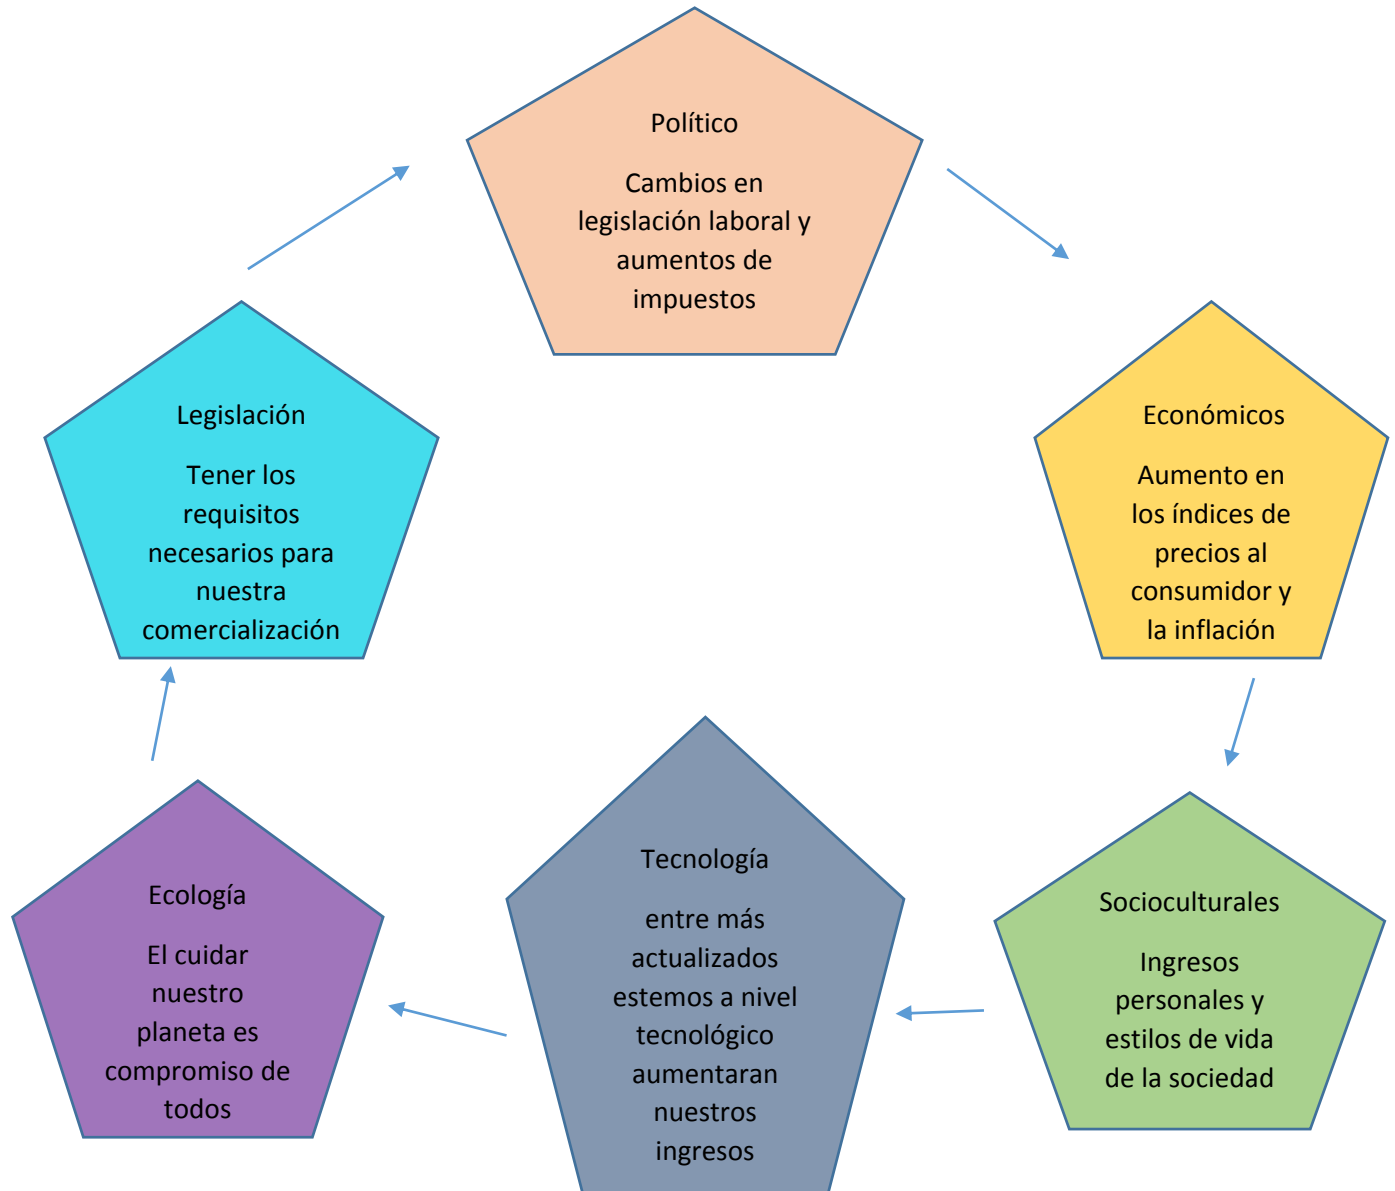 Político
Cambios en
legislación laboral y
aumentos de
impuestos
Económicos
Aumento en
los índices de
precios al
consumidor y
la inflación
Socioculturales
Ingresos
personales y
estilos de vida
de la sociedad
Tecnología
entre más
actualizados
estemos a nivel
tecnológico
aumentaran
nuestros
ingresos
Ecología
El cuidar
nuestro
planeta es
compromiso de
todos
Legislación
Tener los
requisitos
necesarios para
nuestra
comercialización